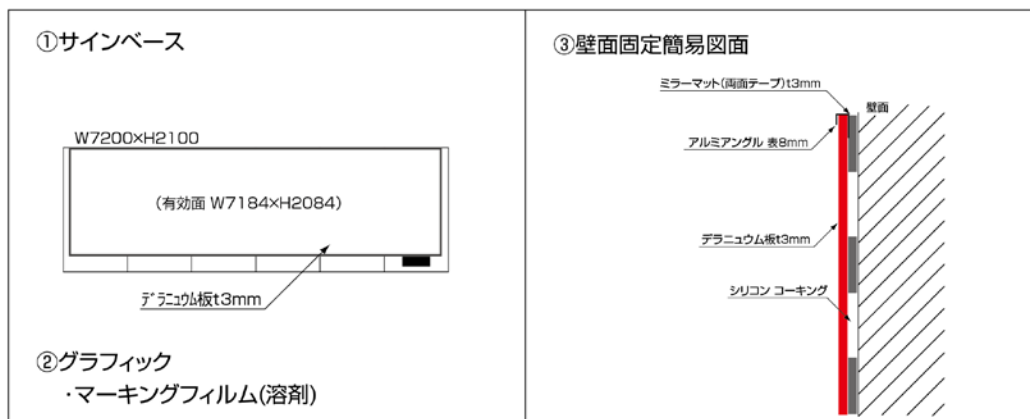 ①サインベース
W7200×H2100
(有効面 W7184×H2084)
ﾃﾞﾗﾆｭｳﾑ板t3mm
②グラフィック
・マーキングフィルム(溶剤)
③壁面固定簡易図面
ミラーマット(両面テープ)t3mm
壁面
アルミアングル 表8mm
デラニュウム板t3mm
シリコン コーキング